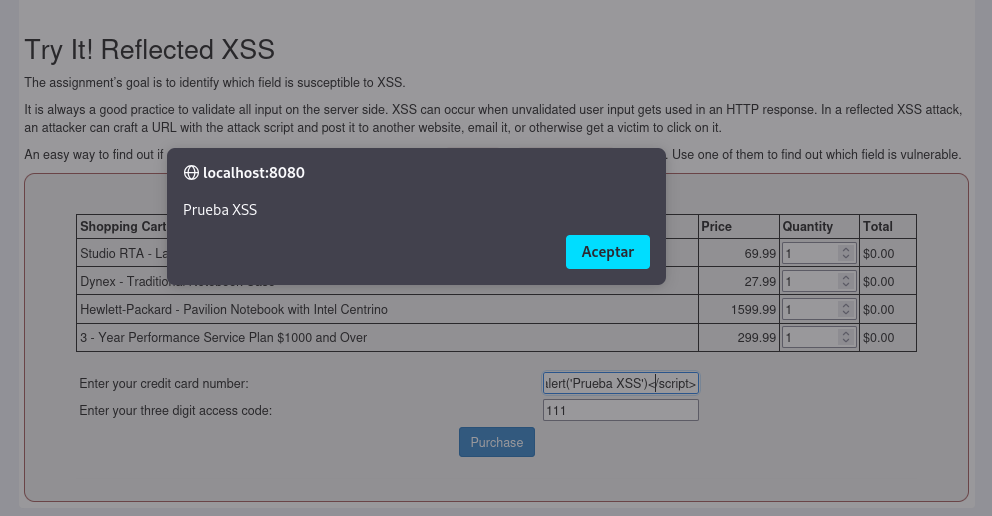 Try It! Reflected XSS
The assignment's goal is to identify which field is susceptible to XSS.
It is always a good practice to validate all input on the server side. XSS can occur when unvalidated user input gets used in an HTTP response. In a reflected XSS attack,
an attacker can craft a URL with the attack script and post it to another website, email it, or otherwise get a victim to click on it.
An easy way to find out if . Use one of them to find out which field is vulnerable.
localhost:8080
Prueba XSS
Aceptar
Shopping Cart Price Quantity Total
Studio RTA - La 69.99 1 $0.00
Dynex - Traditional Notebook Case 27.99 1 $0.00
Hewlett-Packard - Pavilion Notebook with Intel Centrino 1599.99 1 $0.00
3 - Year Performance Service Plan $1000 and Over 299.99 1 $0.00
Enter your credit card number: alert('Prueba XSS')</script>
Enter your three digit access code: 111
Purchase